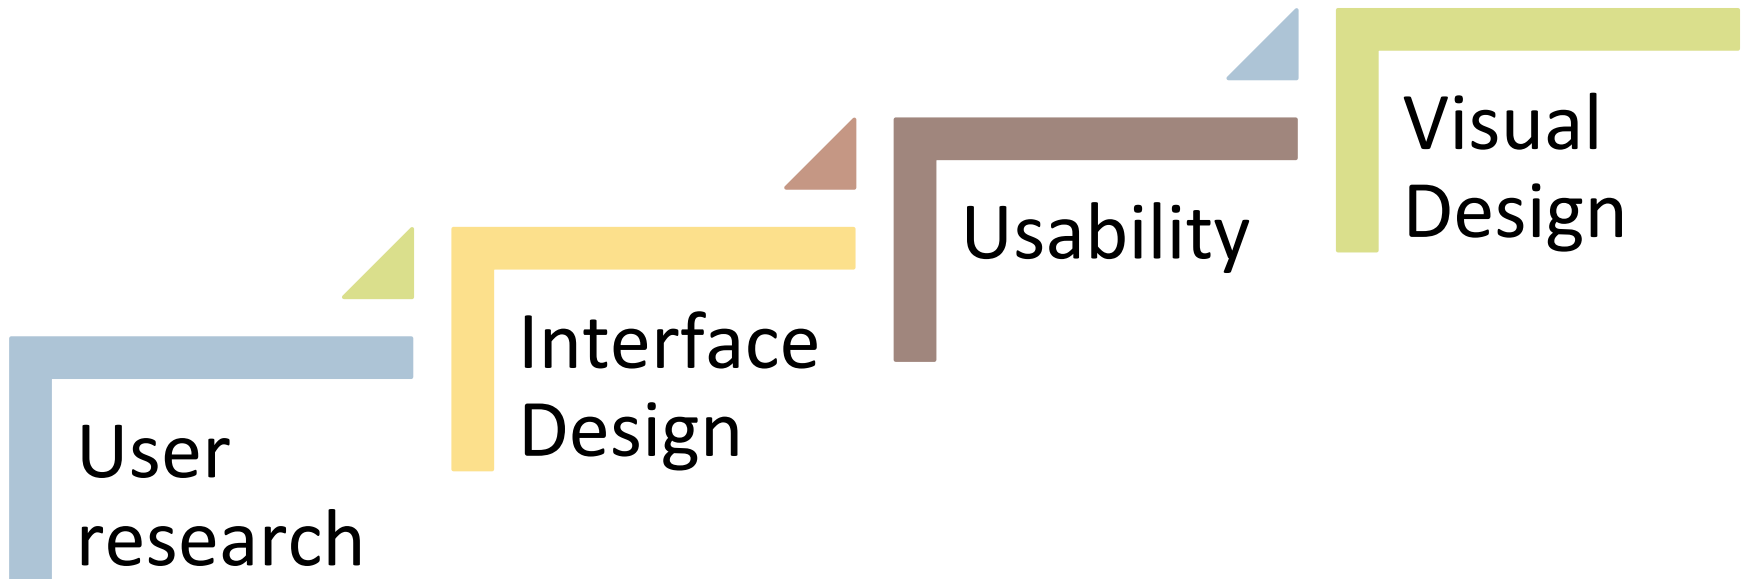 User
research
Interface
Design
Usability
Visual
Design